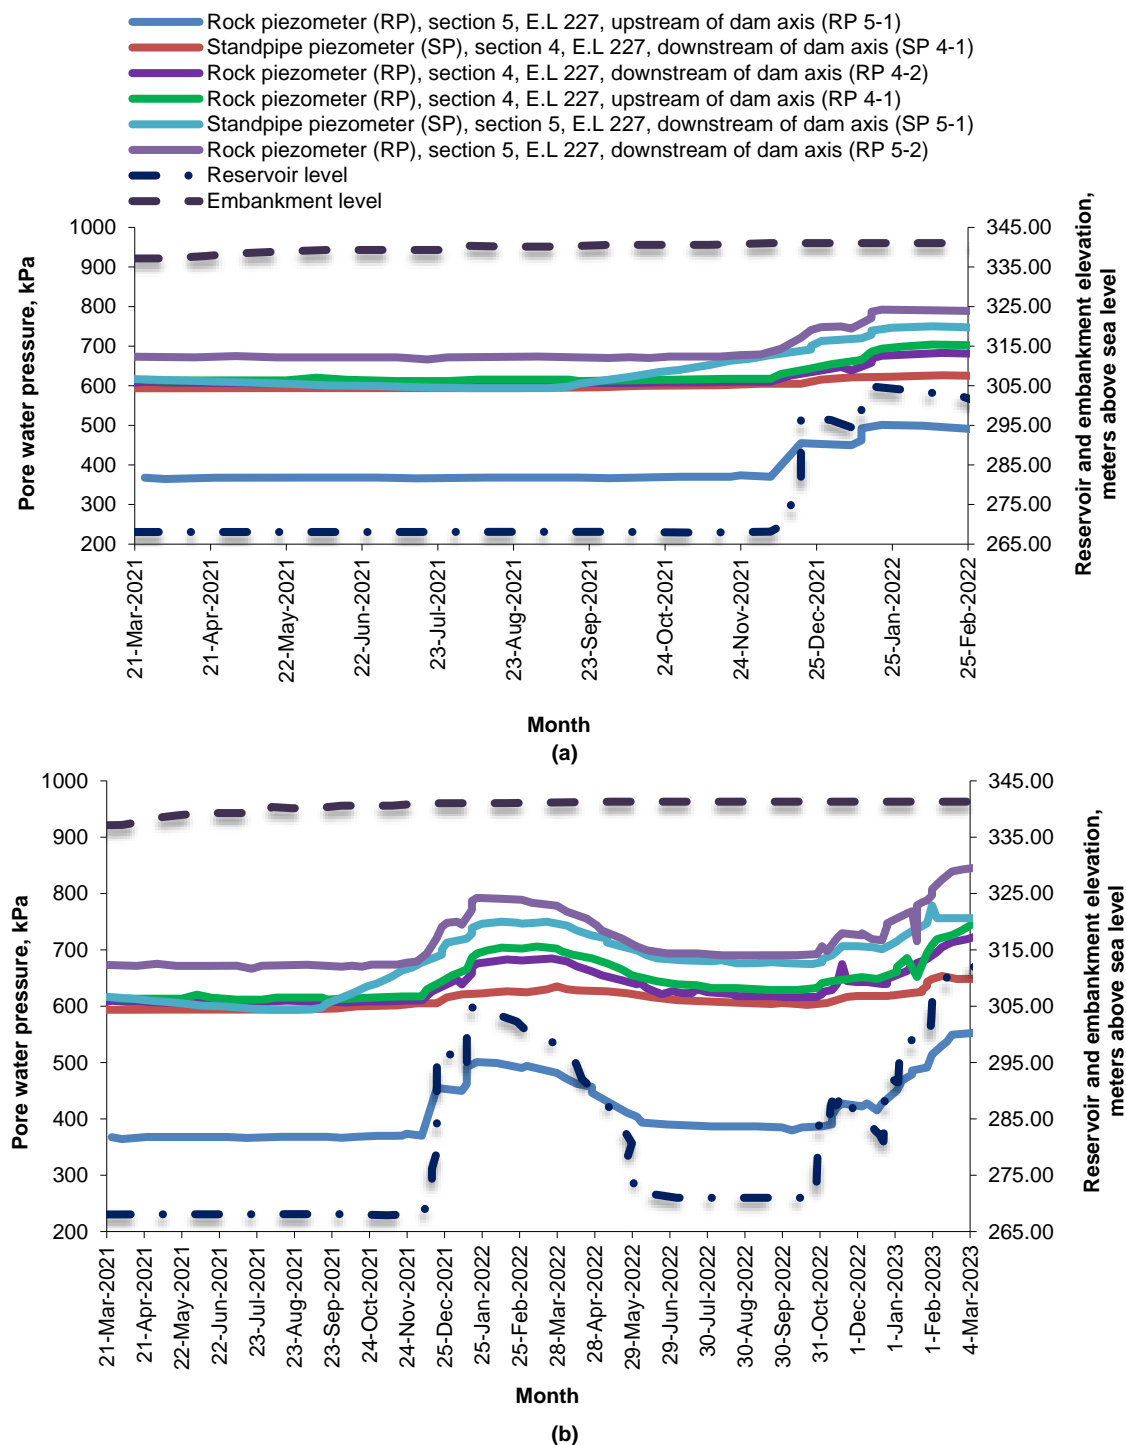 Rock piezometer (RP), section 5, E.L 227, upstream of dam axis (RP 5-1)
Standpipe piezometer (SP), section 4, E.L 227, downstream of dam axis (SP 4-1)
Rock piezometer (RP), section 4, E.L 227, downstream of dam axis (RP 4-2)
Rock piezometer (RP), section 4, E.L 227, upstream of dam axis (RP 4-1)
Standpipe piezometer (SP), section 5, E.L 227, downstream of dam axis (SP 5-1)
Rock piezometer (RP), section 5, E.L 227, downstream of dam axis (RP 5-2)
Reservoir level
Embankment level
Pore water pressure, kPa
1000
900
800
700
600
500
400
300
200
345.00
335.00
325.00
315.00
305.00
295.00
285.00
275.00
265.00
Reservoir and embankment elevation,
meters above sea level
21-Mar-2021
21-Apr-2021
22-May-2021
22-Jun-2021
23-Jul-2021
23-Aug-2021
23-Sep-2021
24-Oct-2021
24-Nov-2021
25-Dec-2021
25-Jan-2022
25-Feb-2022
Month
(a)
Pore water pressure, kPa
1000
900
800
700
600
500
400
300
200
345.00
335.00
325.00
315.00
305.00
295.00
285.00
275.00
265.00
Reservoir and embankment elevation,
meters above sea level
21-Mar-2021
21-Apr-2021
22-May-2021
22-Jun-2021
23-Jul-2021
23-Aug-2021
23-Sep-2021
24-Oct-2021
24-Nov-2021
25-Dec-2021
25-Jan-2022
25-Feb-2022
28-Mar-2022
28-Apr-2022
29-May-2022
29-Jun-2022
30-Jul-2022
30-Aug-2022
30-Sep-2022
31-Oct-2022
1-Dec-2022
1-Jan-2023
1-Feb-2023
4-Mar-2023
Month
(b)